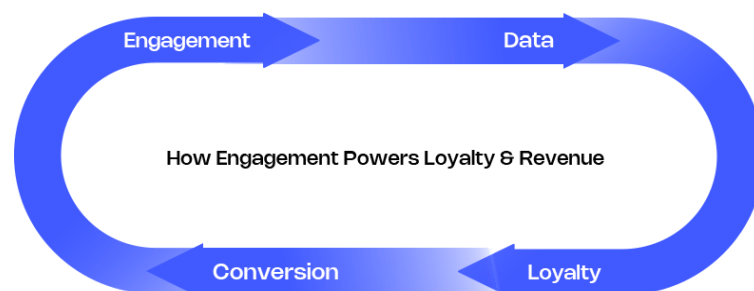 Engagement
Data
How Engagement Powers Loyalty & Revenue
Conversion
Loyalty